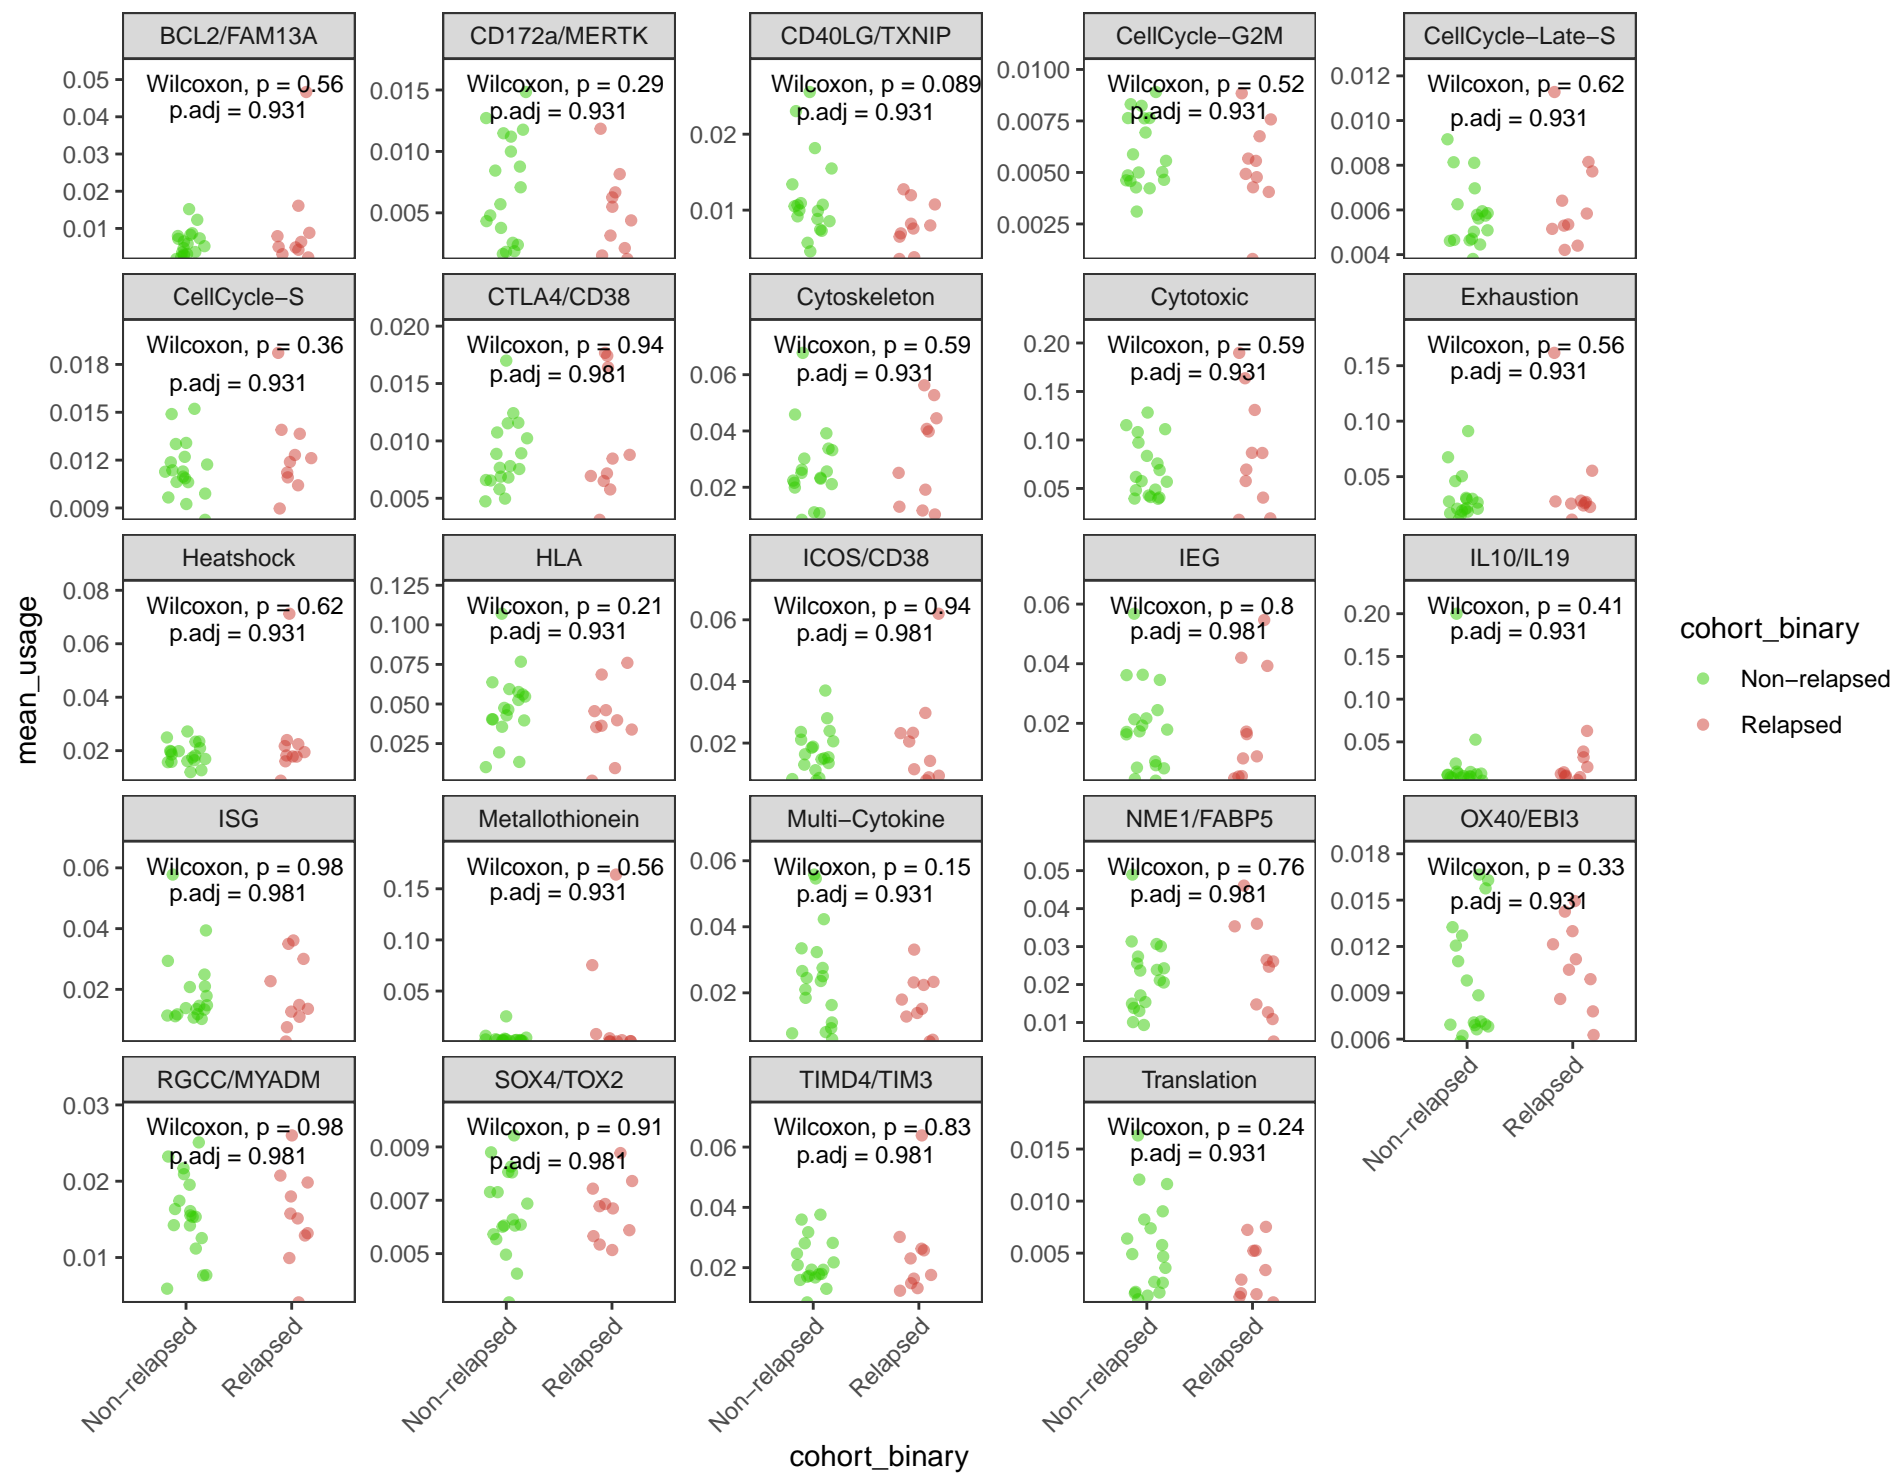 BCL2/FAM13A
CD172a/MERTK
CD40LG/TXNIP
CellCycle−G2M
CellCycle−Late−S
Wilcoxon, p = 0.56
p.adj = 0.931
0.05
0.04
0.03
0.02
0.01
Wilcoxon, p = 0.29
p.adj = 0.931
0.015
0.010
0.005
Wilcoxon, p = 0.089
p.adj = 0.931
0.02
0.01
Wilcoxon, p = 0.52
p.adj = 0.931
0.0100
0.0075
0.0050
0.0025
Wilcoxon, p = 0.62
p.adj = 0.931
0.012
0.010
0.008
0.006
0.004
CellCycle−S
CTLA4/CD38
Cytoskeleton
Cytotoxic
Exhaustion
Wilcoxon, p = 0.36
p.adj = 0.931
0.018
0.015
0.012
0.009
Wilcoxon, p = 0.94
p.adj = 0.981
0.020
0.015
0.010
0.005
Wilcoxon, p = 0.59
p.adj = 0.931
0.06
0.04
0.02
Wilcoxon, p = 0.59
p.adj = 0.931
0.20
0.15
0.10
0.05
Wilcoxon, p = 0.56
p.adj = 0.931
0.15
0.10
0.05
Heatshock
HLA
ICOS/CD38
IEG
IL10/IL19
Wilcoxon, p = 0.62
p.adj = 0.931
0.08
0.06
0.04
0.02
Wilcoxon, p = 0.21
p.adj = 0.931
0.125
0.100
0.075
0.050
0.025
Wilcoxon, p = 0.94
p.adj = 0.981
0.06
0.04
0.02
Wilcoxon, p = 0.8
p.adj = 0.981
0.06
0.04
0.02
Wilcoxon, p = 0.41
p.adj = 0.931
0.20
0.15
0.10
0.05
mean_usage
cohort_binary
Non−relapsed
Relapsed
ISG
Metallothionein
Multi−Cytokine
NME1/FABP5
OX40/EBI3
Wilcoxon, p = 0.98
p.adj = 0.981
0.06
0.04
0.02
Wilcoxon, p = 0.56
p.adj = 0.931
0.15
0.10
0.05
Wilcoxon, p = 0.15
p.adj = 0.931
0.06
0.04
0.02
Wilcoxon, p = 0.76
p.adj = 0.981
0.05
0.04
0.03
0.02
0.01
Wilcoxon, p = 0.33
p.adj = 0.931
0.018
0.015
0.012
0.009
0.006
Non−relapsed
Relapsed
RGCC/MYADM
SOX4/TOX2
TIMD4/TIM3
Translation
Wilcoxon, p = 0.98
p.adj = 0.981
0.03
0.02
0.01
Wilcoxon, p = 0.91
p.adj = 0.981
0.009
0.007
0.005
Wilcoxon, p = 0.83
p.adj = 0.981
0.06
0.04
0.02
Wilcoxon, p = 0.24
p.adj = 0.931
0.015
0.010
0.005
Non−relapsed
Relapsed
Non−relapsed
Relapsed
Non−relapsed
Relapsed
Non−relapsed
Relapsed
cohort_binary